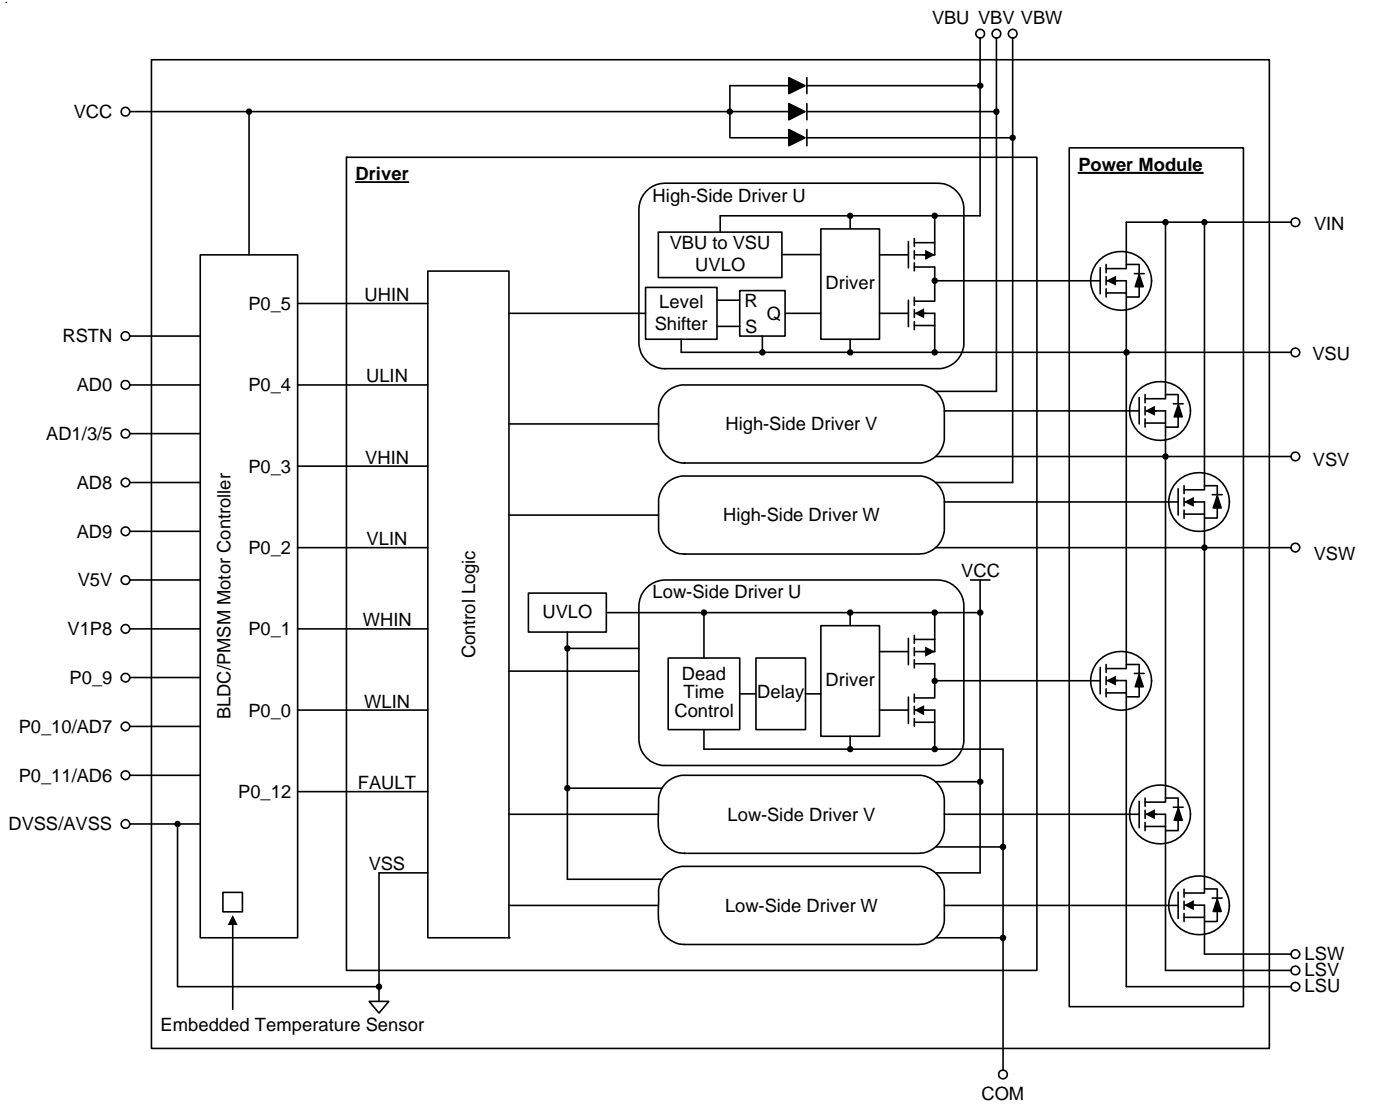 VBU VBV VBW
VCC
Driver
Power Module
High-Side Driver U
VBU to VSU
UVLO
Driver
Level
Shifter
R
S
Q
VIN
VSU
VSV
VSW
High-Side Driver V
High-Side Driver W
RSTN
AD0
AD1/3/5
AD8
AD9
V5V
V1P8
P0_9
P0_10/AD7
P0_11/AD6
DVSS/AVSS
BLDC/PMSM Motor Controller
P0_5
P0_4
P0_3
P0_2
P0_1
P0_0
P0_12
UHIN
ULIN
VHIN
VLIN
WHIN
WLIN
FAULT
VSS
Control Logic
VCC
UVLO
Low-Side Driver U
Dead
Time
Control
Delay
Driver
Low-Side Driver V
Low-Side Driver W
LSW
LSV
LSU
Embedded Temperature Sensor
COM